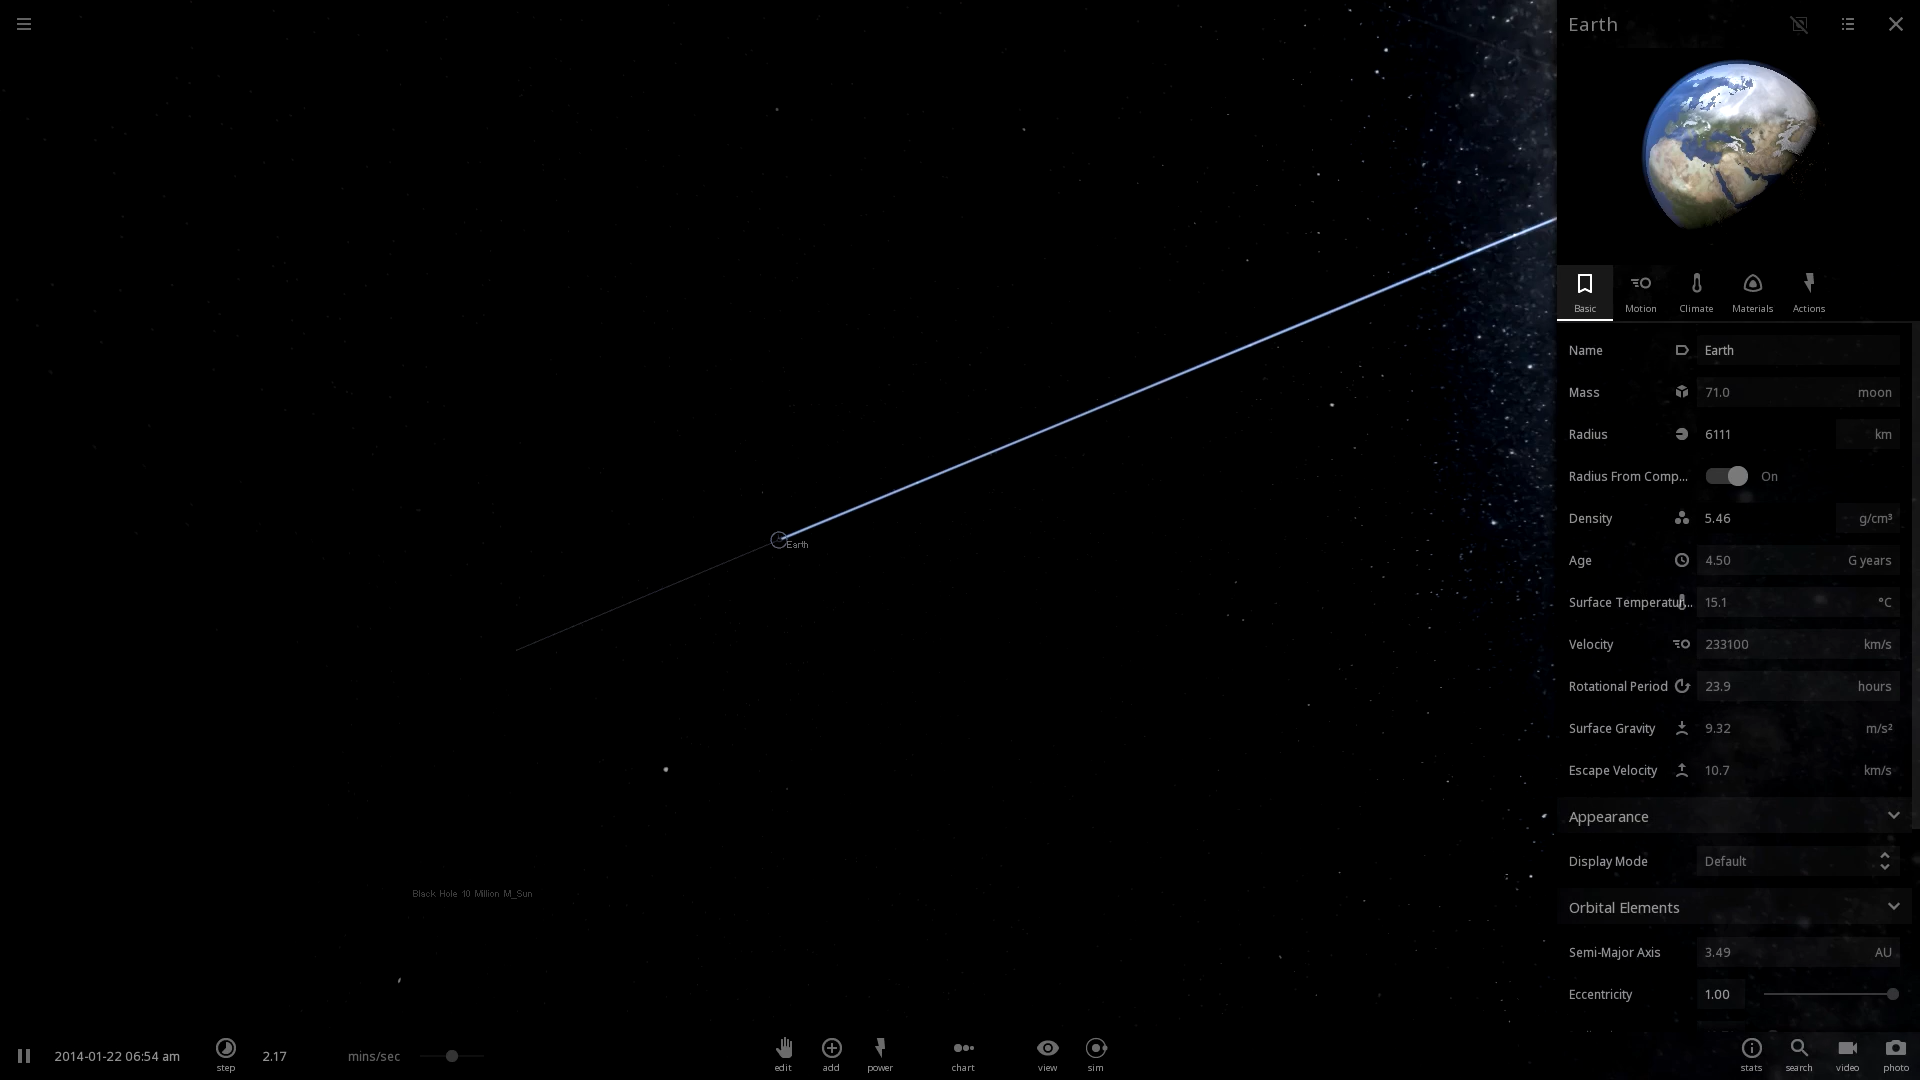 Earth
Basic
Motion
Climate
Materials
Actions
Name Earth
Mass 71.0 moon
Radius 6111 km
Radius From Comp... On
Density 5.46 g/cm³
Age 4.50 G years
Surface Temperatur... 15.1 °C
Velocity 233100 km/s
Rotational Period 23.9 hours
Surface Gravity 9.32 m/s²
Escape Velocity 10.7 km/s
Appearance
Display Mode Default
Orbital Elements
Semi-Major Axis 3.49 AU
Eccentricity 1.00
Earth
Black Hole 10 Million M_Sun
2014-01-22 06:54 am
step
2.17 mins/sec
edit
add
power
chart
view
sim
stats
search
video
photo